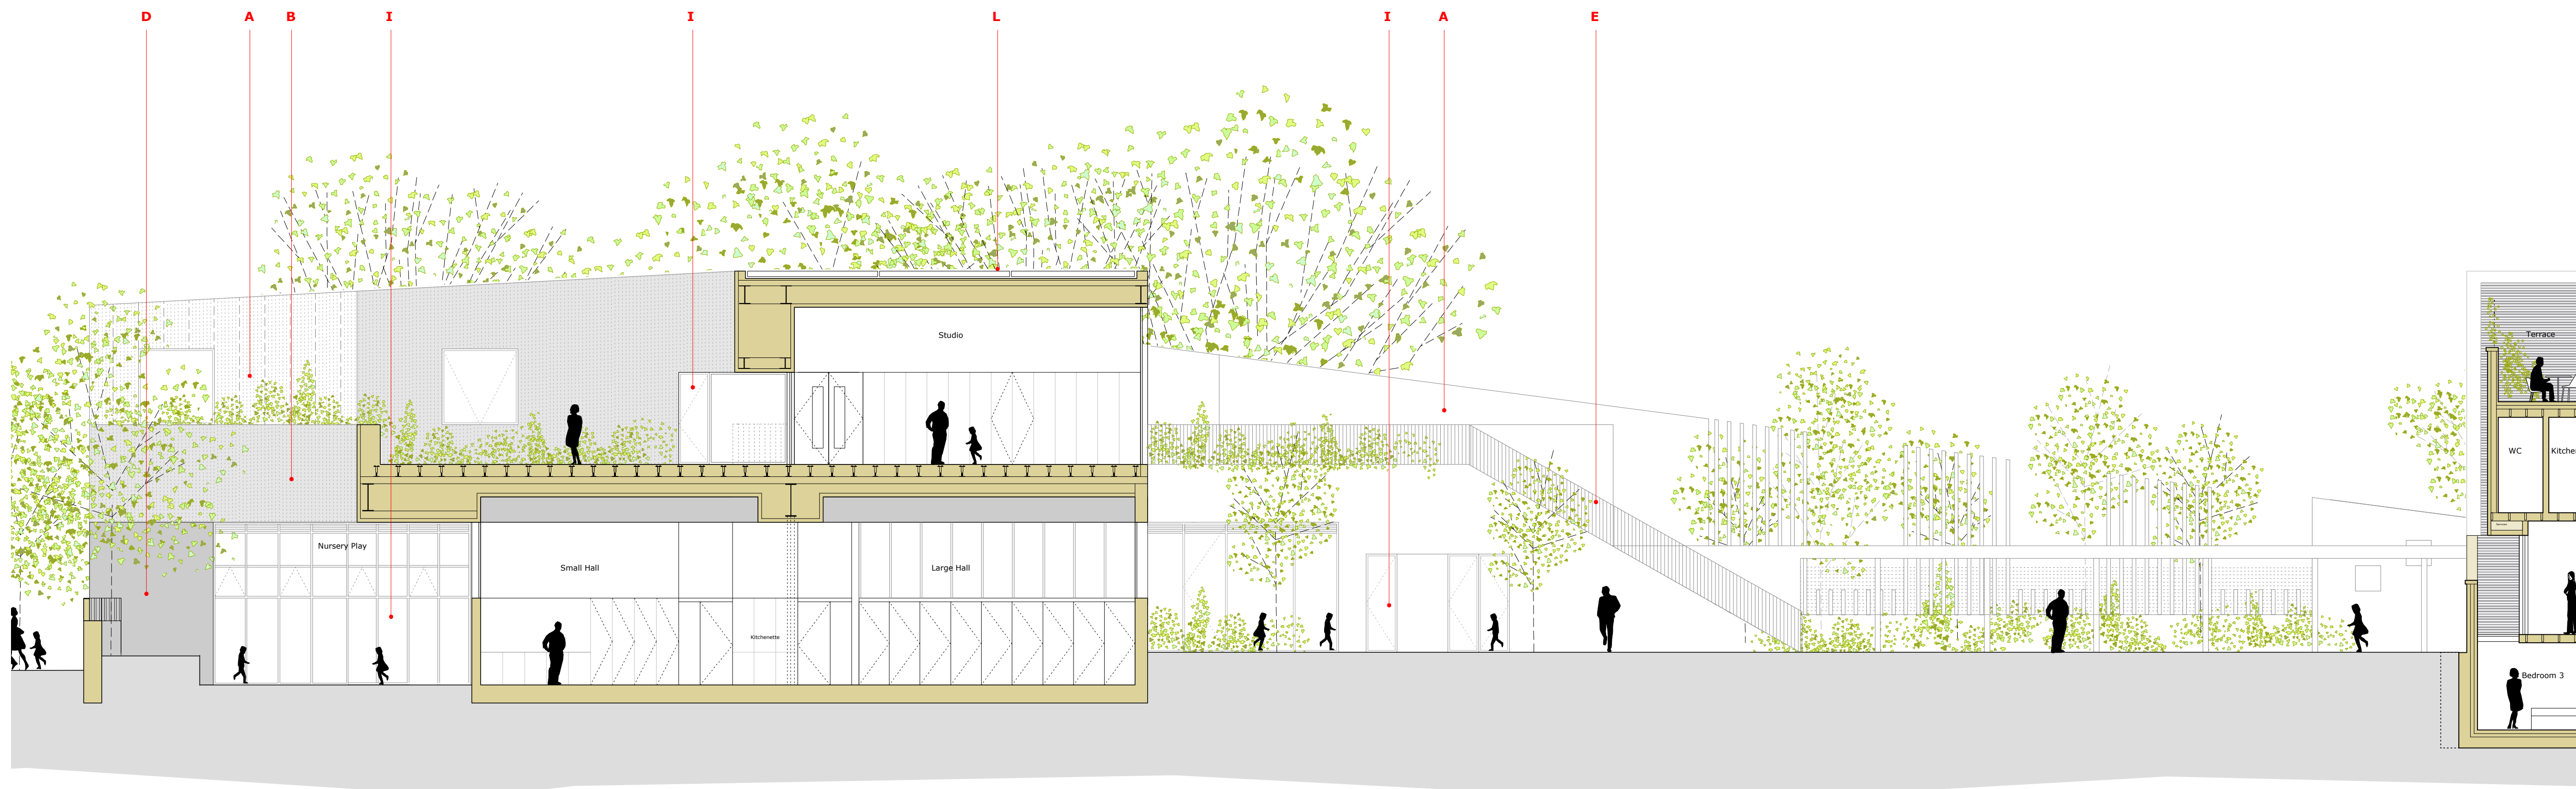 D A B I I L I A E
Studio
Terrace
WC
Kitche
Nursery Play
Small Hall
Large Hall
Kitchenette
Bedroom 3